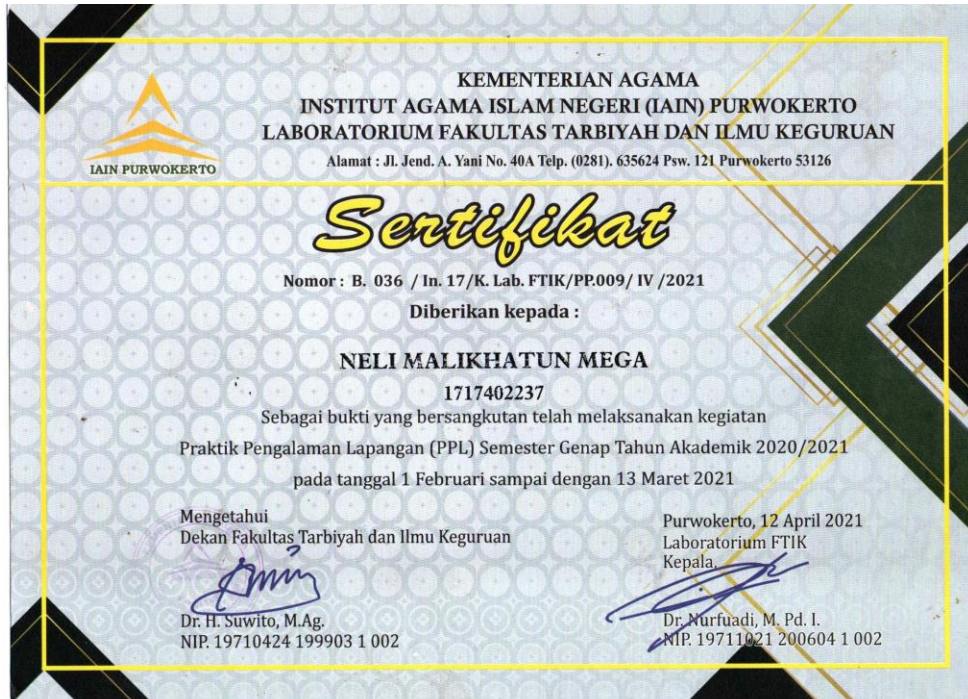 KEMENTERIAN AGAMA
INSTITUT AGAMA ISLAM NEGERI (IAIN) PURWOKERTO
LABORATORIUM FAKULTAS TARBIYAH DAN ILMU KEGURUAN
Alamat : Jl. Jend. A. Yani No. 40A Telp. (0281). 635624 Psw. 121 Purwokerto 53126
IAIN PURWOKERTO
Sertifikat
Nomor : B. 036 / In. 17/K. Lab. FTIK/PP.009/ IV /2021
Diberikan kepada :
NELI MALIKHATUN MEGA
1717402237
Sebagai bukti yang bersangkutan telah melaksanakan kegiatan
Praktik Pengalaman Lapangan (PPL) Semester Genap Tahun Akademik 2020/2021
pada tanggal 1 Februari sampai dengan 13 Maret 2021
Mengetahui
Dekan Fakultas Tarbiyah dan Ilmu Keguruan
Dr. H. Suwito, M.Ag.
NIP. 19710424 199903 1 002
Purwokerto, 12 April 2021
Laboratorium FTIK
Kepala,
Dr. Nurfuadi, M. Pd. I.
NIP. 19711021 200604 1 002